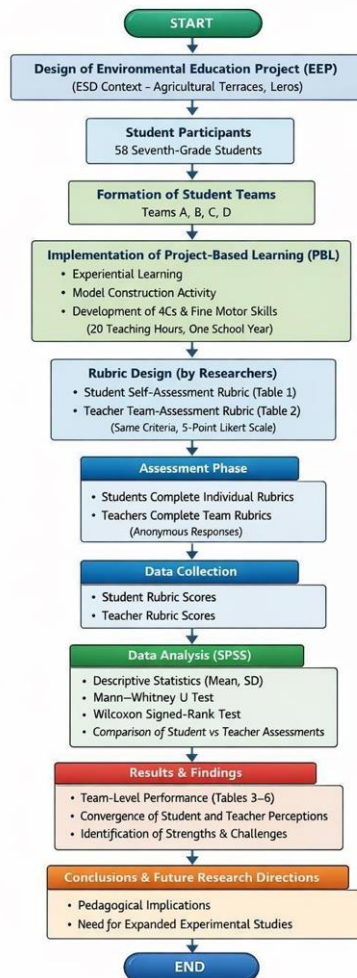 START
Design of Environmental Education Project (EEP)
(ESD Context – Agricultural Terraces, Leros)
Student Participants
58 Seventh-Grade Students
Formation of Student Teams
Teams A, B, C, D
Implementation of Project-Based Learning (PBL)
• Experiential Learning
• Model Construction Activity
• Development of 4Cs & Fine Motor Skills
(20 Teaching Hours, One School Year)
Rubric Design (by Researchers)
• Student Self-Assessment Rubric (Table 1)
• Teacher Team-Assessment Rubric (Table 2)
(Same Criteria, 5-Point Likert Scale)
Assessment Phase
• Students Complete Individual Rubrics
• Teachers Complete Team Rubrics
(Anonymous Responses)
Data Collection
• Student Rubric Scores
• Teacher Rubric Scores
Data Analysis (SPSS)
• Descriptive Statistics (Mean, SD)
• Mann–Whitney U Test
• Wilcoxon Signed-Rank Test
• Comparison of Student vs Teacher Assessments
Results & Findings
• Team-Level Performance (Tables 3–6)
• Convergence of Student and Teacher Perceptions
• Identification of Strengths & Challenges
Conclusions & Future Research Directions
• Pedagogical Implications
• Need for Expanded Experimental Studies
END